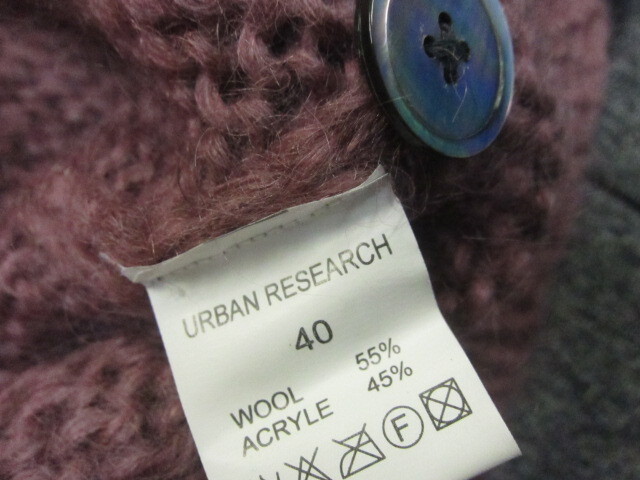 URBAN RESEARCH
40
WOOL 55%
ACRYLE 45%
F